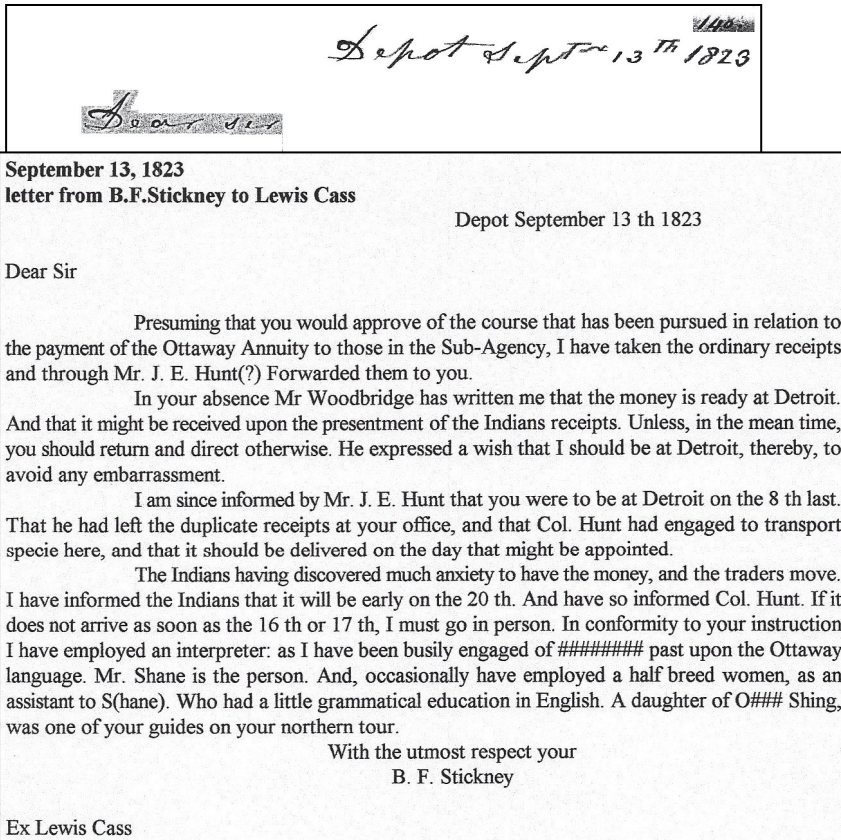 140
Depot Sept 13 Th 1823
Dear sir
September 13, 1823
letter from B.F.Stickney to Lewis Cass
Depot September 13 th 1823
Dear Sir
Presuming that you would approve of the course that has been pursued in relation to
the payment of the Ottaway Annuity to those in the Sub-Agency, I have taken the ordinary receipts
and through Mr. J. E. Hunt(?) Forwarded them to you.
In your absence Mr Woodbridge has written me that the money is ready at Detroit.
And that it might be received upon the presentment of the Indians receipts. Unless, in the mean time,
you should return and direct otherwise. He expressed a wish that I should be at Detroit, thereby, to
avoid any embarrassment.
I am since informed by Mr. J. E. Hunt that you were to be at Detroit on the 8 th last.
That he had left the duplicate receipts at your office, and that Col. Hunt had engaged to transport
specie here, and that it should be delivered on the day that might be appointed.
The Indians having discovered much anxiety to have the money, and the traders move.
I have informed the Indians that it will be early on the 20 th. And have so informed Col. Hunt. If it
does not arrive as soon as the 16 th or 17 th, I must go in person. In conformity to your instruction
I have employed an interpreter: as I have been busily engaged of ######## past upon the Ottaway
language. Mr. Shane is the person. And, occasionally have employed a half breed women, as an
assistant to S(hane). Who had a little grammatical education in English. A daughter of O### Shing,
was one of your guides on your northern tour.
With the utmost respect your
B. F. Stickney
Ex Lewis Cass